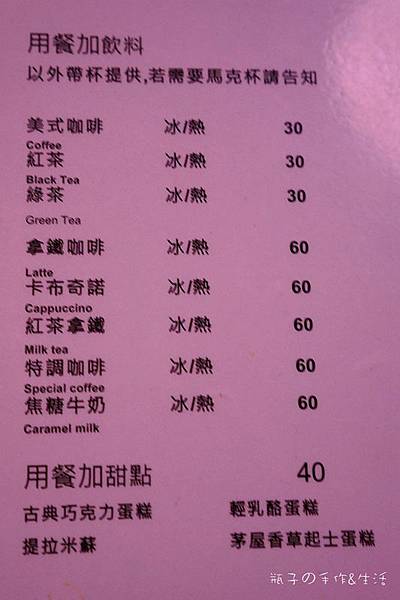 用餐加飲料
以外帶杯提供,若需要馬克杯請告知
美式咖啡 冰/熱 30
Coffee
紅茶 冰/熱 30
Black Tea
綠茶 冰/熱 30
Green Tea
拿鐵咖啡 冰/熱 60
Latte
卡布奇諾 冰/熱 60
Cappuccino
紅茶拿鐵 冰/熱 60
Milk tea
特調咖啡 冰/熱 60
Special coffee
焦糖牛奶 冰/熱 60
Caramel milk
用餐加甜點 40
古典巧克力蛋糕 輕乳酪蛋糕
提拉米蘇 茅屋香草起士蛋糕
瓶子の手作&生活